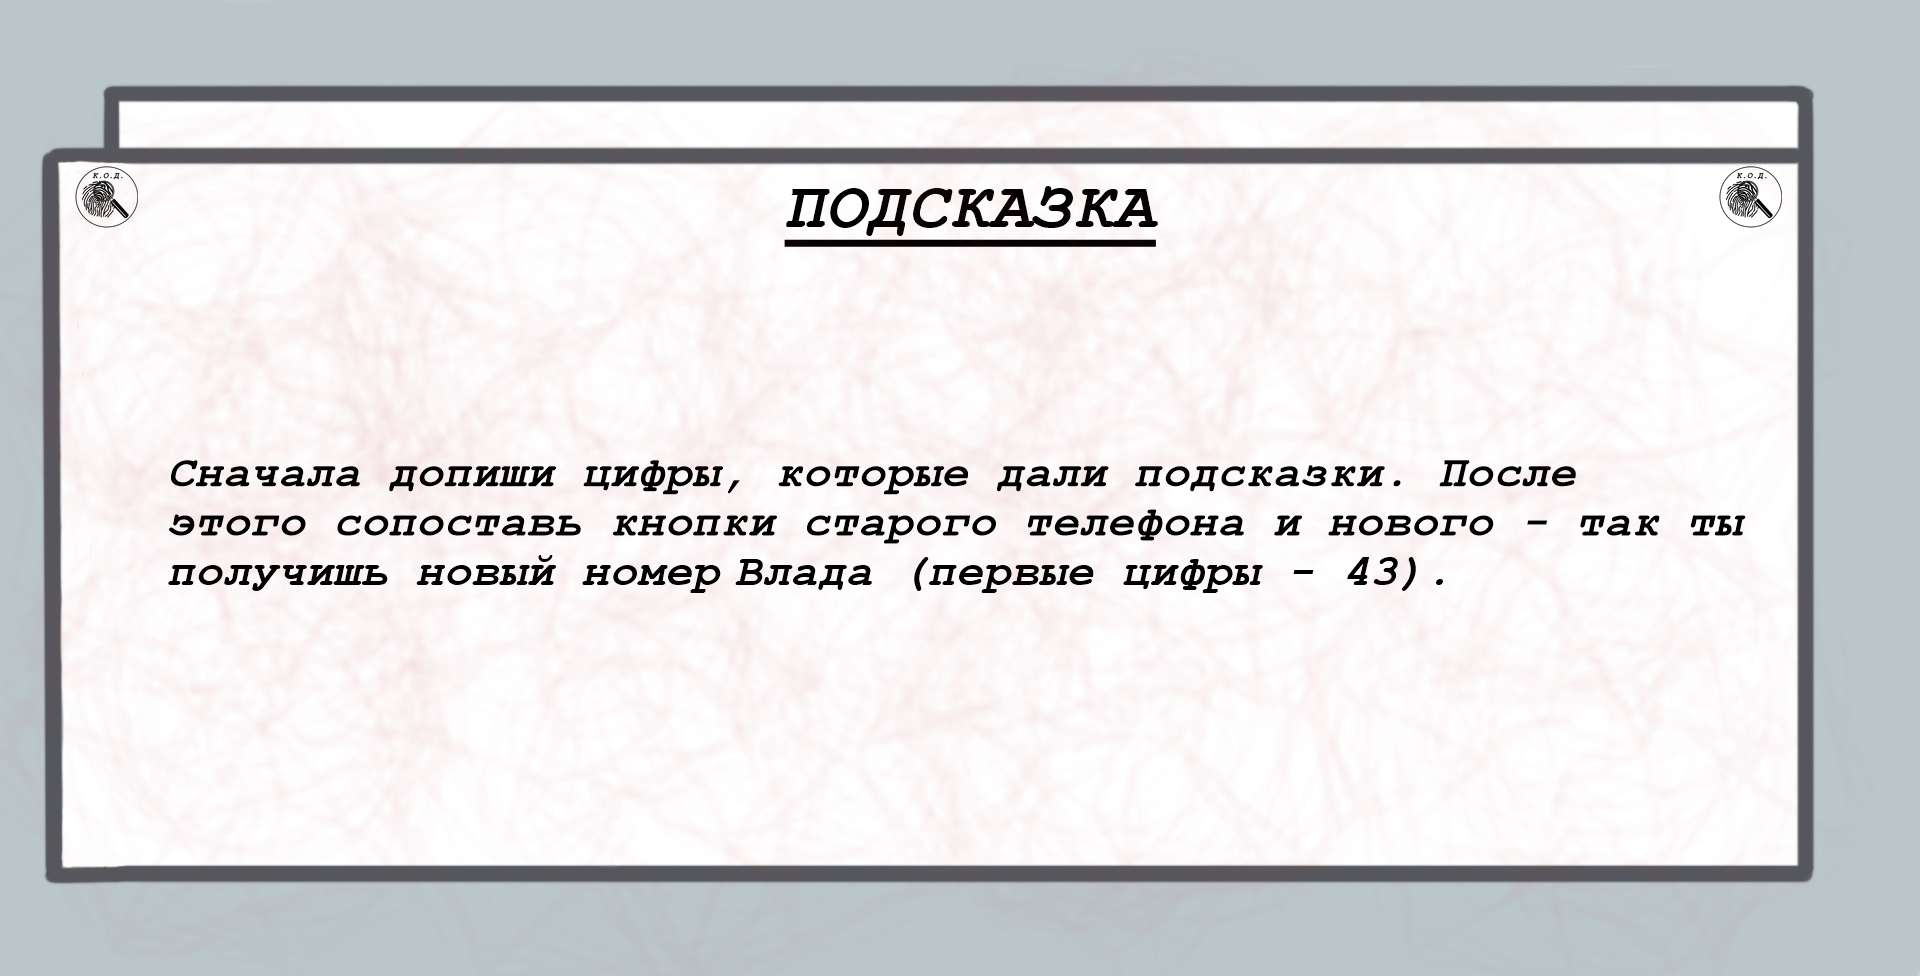 К.О.Д.
К.О.Д.
ПОДСКАЗКА
Сначала допиши цифры, которые дали подсказки. После
этого сопоставь кнопки старого телефона и нового - так ты
получишь новый номер Влада (первые цифры - 43).